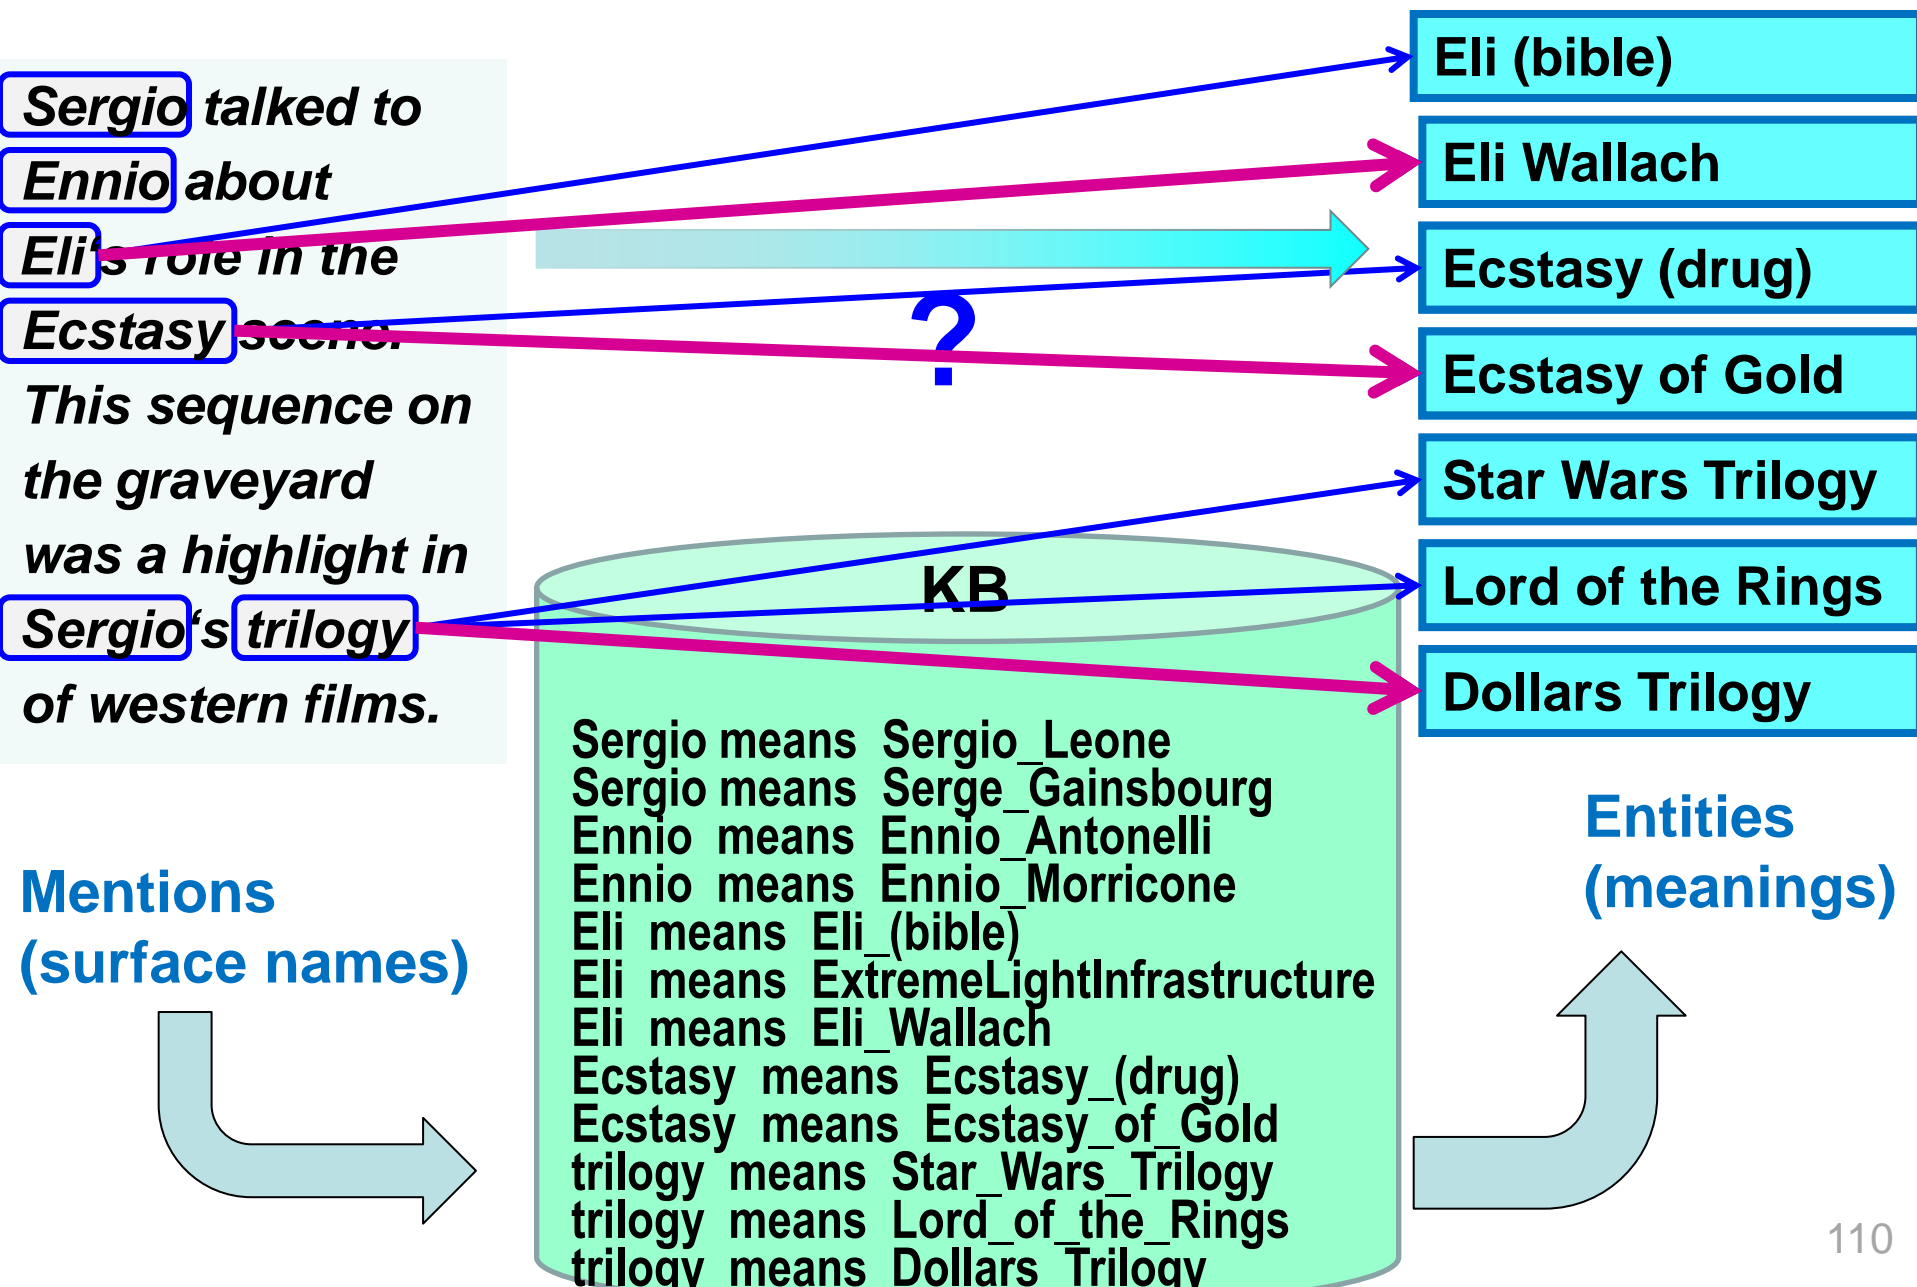 Sergio talked to
Ennio about
Eli‘s role in the
Ecstasy scene.
This sequence on
the graveyard
was a highlight in
Sergio‘s trilogy
of western films.
Mentions
(surface names)
?
KB
Sergio means Sergio_Leone
Sergio means Serge_Gainsbourg
Ennio means Ennio_Antonelli
Ennio means Ennio_Morricone
Eli means Eli_(bible)
Eli means ExtremeLightInfrastructure
Eli means Eli_Wallach
Ecstasy means Ecstasy_(drug)
Ecstasy means Ecstasy_of_Gold
trilogy means Star_Wars_Trilogy
trilogy means Lord_of_the_Rings
trilogy means Dollars_Trilogy
Eli (bible)
Eli Wallach
Ecstasy (drug)
Ecstasy of Gold
Star Wars Trilogy
Lord of the Rings
Dollars Trilogy
Entities
(meanings)
110